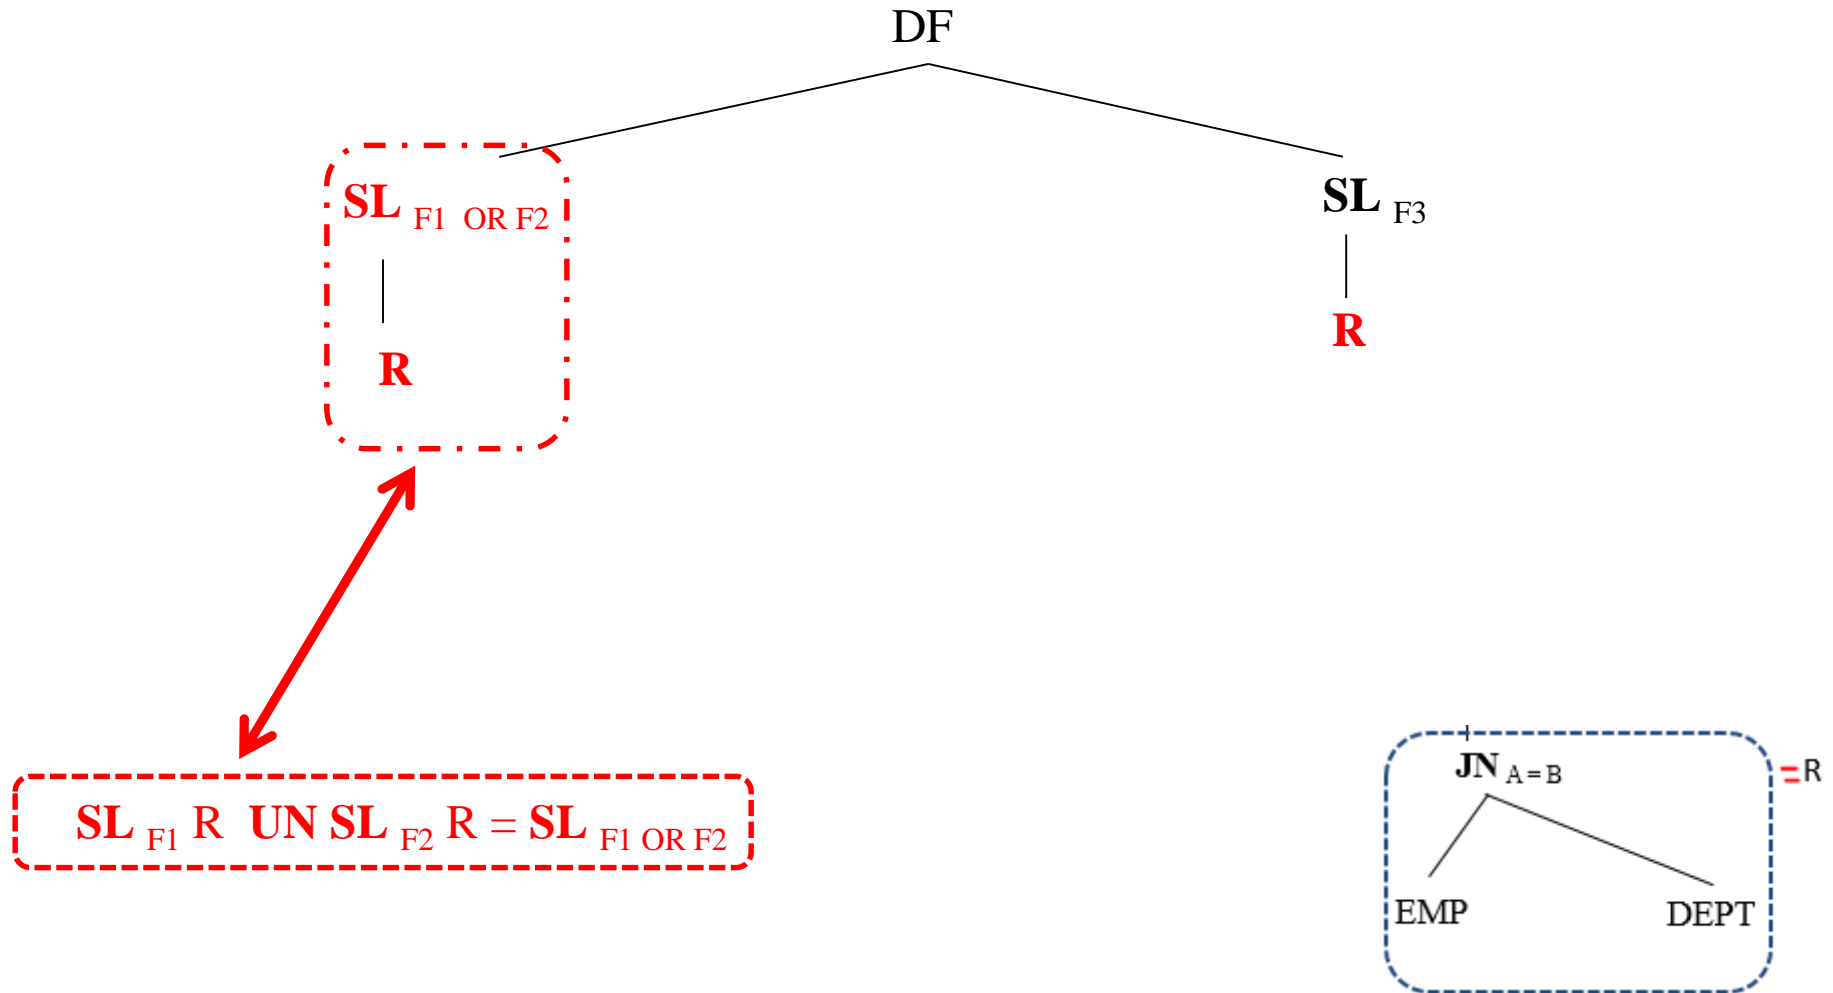 DF
SL F1 OR F2
SL F3
R
R
JN A = B
= R
SL F1 R UN SL F2 R = SL F1 OR F2
EMP
DEPT